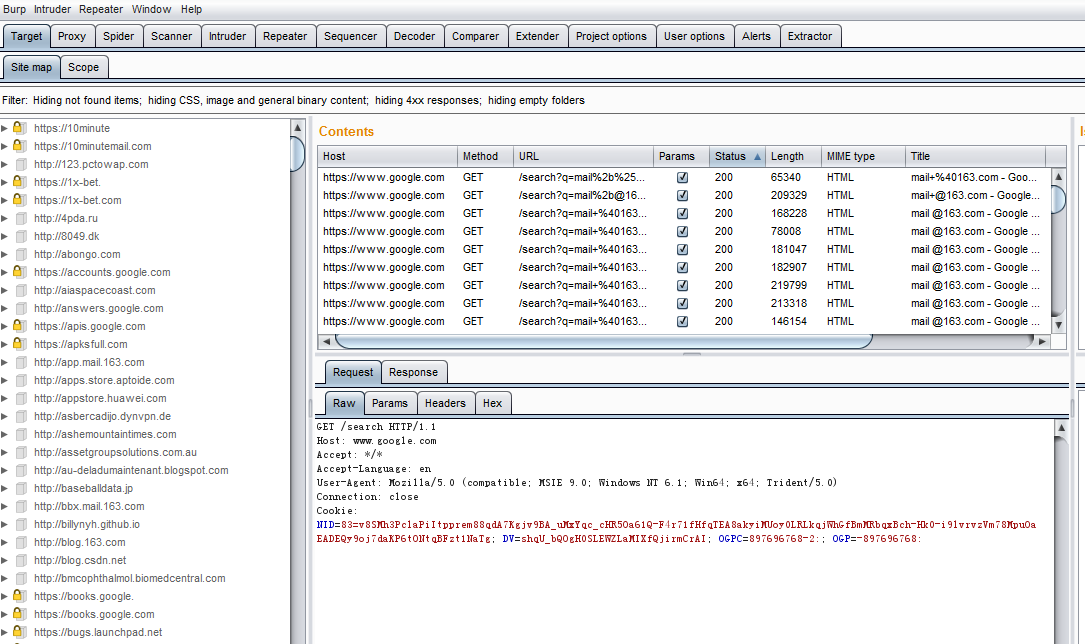 Burp Intruder Repeater Window Help
Target Proxy Spider Scanner Intruder Repeater Sequencer Decoder Comparer Extender Project options User options Alerts Extractor
Site map Scope
Filter: Hiding not found items; hiding CSS, image and general binary content; hiding 4xx responses; hiding empty folders
https://10minute
https://10minutemail.com
http://123.pctowap.com
https://1x-bet.
https://1x-bet.com
http://4pda.ru
http://8049.dk
http://abongo.com
https://accounts.google.com
http://aiaspacecoast.com
http://answers.google.com
https://apis.google.com
https://apksfull.com
http://app.mail.163.com
http://apps.store.aptoide.com
http://appstore.huawei.com
http://asbercadijo.dynvpn.de
http://ashemountaintimes.com
http://assetgroupsolutions.com.au
http://au-deladumaintenant.blogspot.com
http://baseballdata.jp
http://bbx.mail.163.com
http://billynyh.github.io
http://blog.163.com
http://blog.csdn.net
http://bmcophthalmol.biomedcentral.com
https://books.google.
https://books.google.com
https://bugs.launchpad.net
Contents
Host Method URL Params Status Length MIME type Title
https://www.google.com GET /search?q=mail%2b%25... 200 65340 HTML mail+%40163.com - Goo...
https://www.google.com GET /search?q=mail%2b@16... 200 209329 HTML mail+@163.com - Google...
https://www.google.com GET /search?q=mail+%40163... 200 168228 HTML mail @163.com - Google ...
https://www.google.com GET /search?q=mail+%40163... 200 78008 HTML mail @163.com - Google ...
https://www.google.com GET /search?q=mail+%40163... 200 181047 HTML mail @163.com - Google ...
https://www.google.com GET /search?q=mail+%40163... 200 182907 HTML mail @163.com - Google ...
https://www.google.com GET /search?q=mail+%40163... 200 219799 HTML mail @163.com - Google ...
https://www.google.com GET /search?q=mail+%40163... 200 213318 HTML mail @163.com - Google ...
https://www.google.com GET /search?q=mail+%40163... 200 146154 HTML mail @163.com - Google ...
Request Response
Raw Params Headers Hex
GET /search HTTP/1.1
Host: www.google.com
Accept: */*
Accept-Language: en
User-Agent: Mozilla/5.0 (compatible; MSIE 9.0; Windows NT 6.1; Win64; x64; Trident/5.0)
Connection: close
Cookie:
OGPC=897696768-2:; OGP=-897696768: